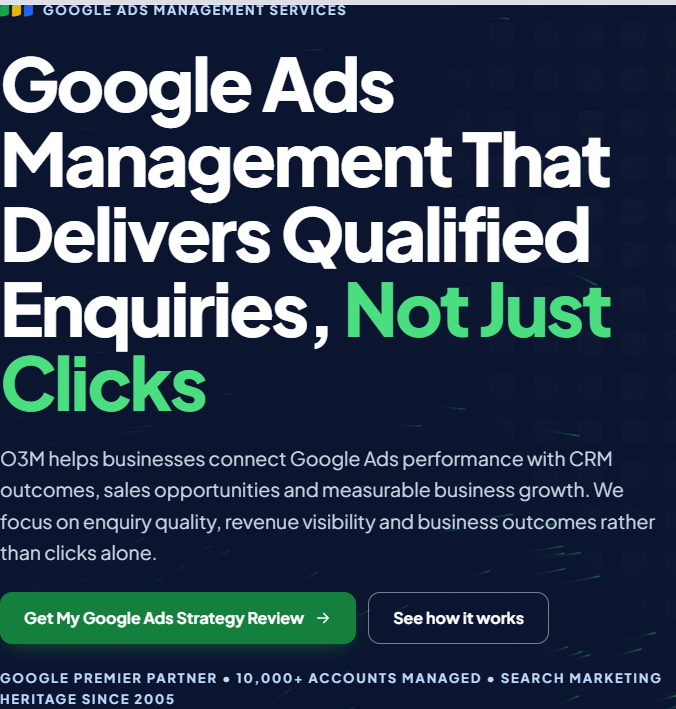 GOOGLE ADS MANAGEMENT SERVICES
Google Ads
Management That
Delivers Qualified
Enquiries, Not Just
Clicks
O3M helps businesses connect Google Ads performance with CRM
outcomes, sales opportunities and measurable business growth. We
focus on enquiry quality, revenue visibility and business outcomes rather
than clicks alone.
Get My Google Ads Strategy Review →
See how it works
GOOGLE PREMIER PARTNER ● 10,000+ ACCOUNTS MANAGED ● SEARCH MARKETING
HERITAGE SINCE 2005